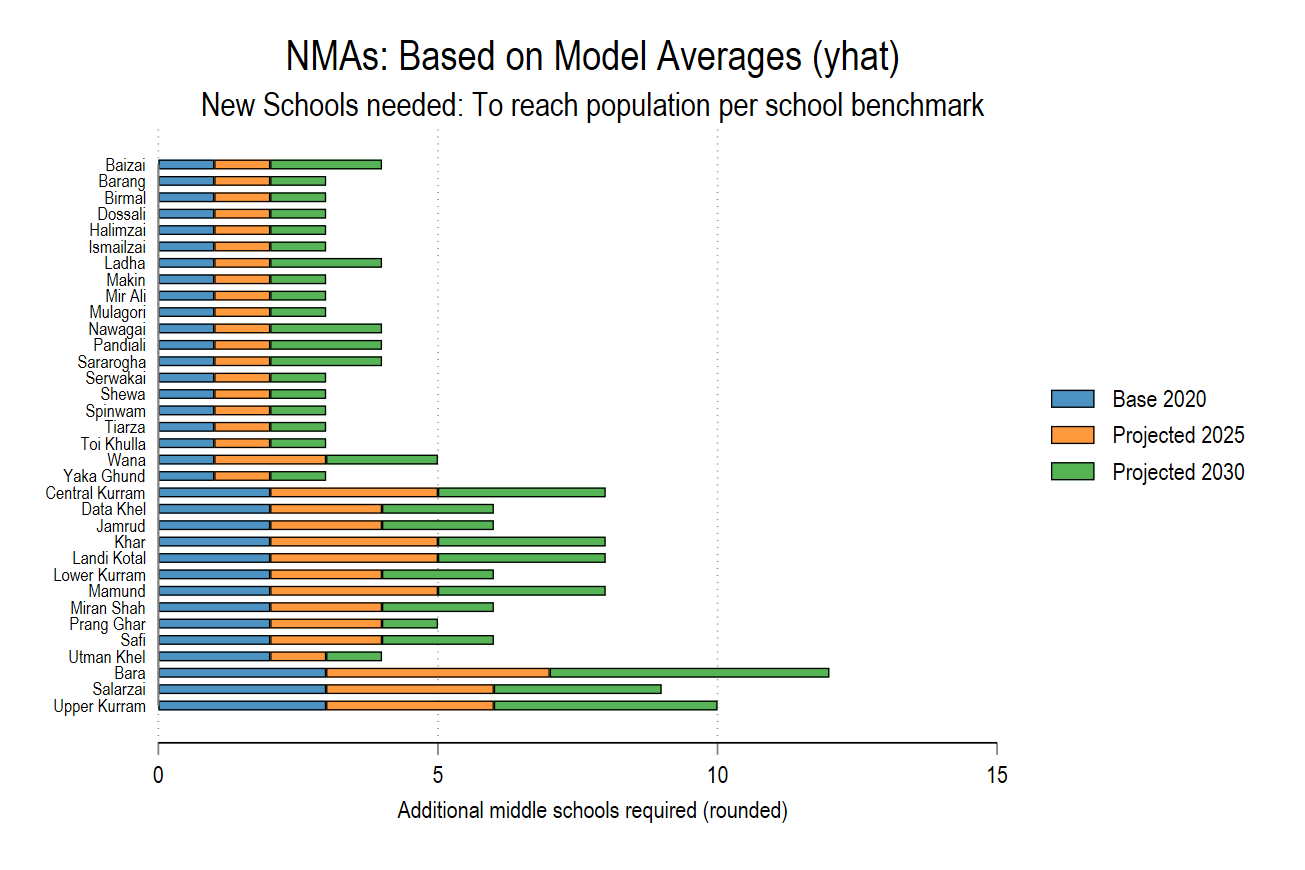 NMAs: Based on Model Averages (yhat)
New Schools needed: To reach population per school benchmark
Baizai
Barang
Birmal
Dossali
Halimzai
Ismailzai
Ladha
Makin
Mir Ali
Mulagori
Nawagai
Pandiali
Sararogha
Serwakai
Shewa
Spinwam
Tiarza
Toi Khulla
Wana
Yaka Ghund
Central Kurram
Data Khel
Jamrud
Khar
Landi Kotal
Lower Kurram
Mamund
Miran Shah
Prang Ghar
Safi
Utman Khel
Bara
Salarzai
Upper Kurram
0 5 10 15
Additional middle schools required (rounded)
Base 2020
Projected 2025
Projected 2030